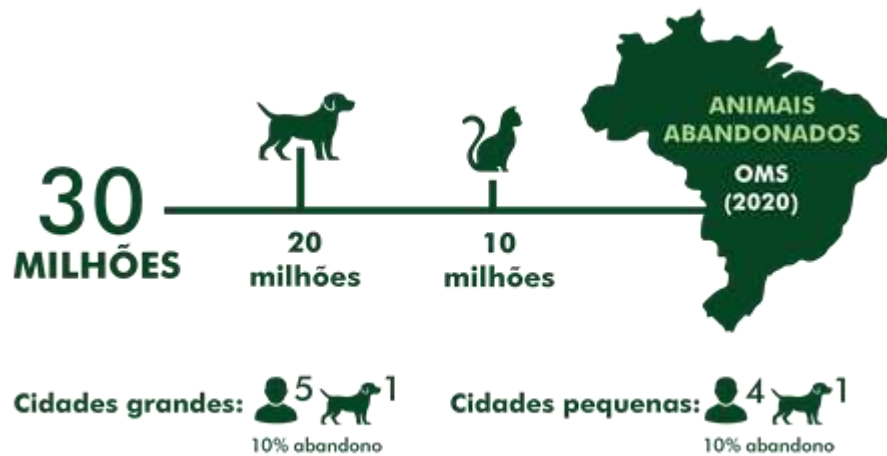 30
MILHÕES
20
milhões
10
milhões
ANIMAIS
ABANDONADOS
OMS
(2020)
Cidades grandes: 5 1
10% abandono
Cidades pequenas: 4 1
10% abandono